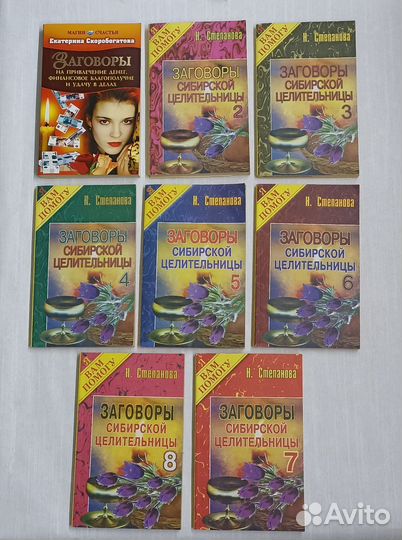 МАГИЯ СЧАСТЬЯ
Екатерина Скоробогатова
ЗАГОВОРЫ
НА ПРИВЛЕЧЕНИЕ ДЕНЕГ,
ФИНАНСОВОЕ БЛАГОПОЛУЧИЕ
И УДАЧУ В ДЕЛАХ
Я
ВАМ
ПОМОГУ
Н. Степанова
ЗАГОВОРЫ
СИБИРСКОЙ
ЦЕЛИТЕЛЬНИЦЫ
2
Я
ВАМ
ПОМОГУ
Н. Степанова
ЗАГОВОРЫ
СИБИРСКОЙ
ЦЕЛИТЕЛЬНИЦЫ
3
Я
ВАМ
ПОМОГУ
Н. Степанова
ЗАГОВОРЫ
СИБИРСКОЙ
ЦЕЛИТЕЛЬНИЦЫ
4
Я
ВАМ
ПОМОГУ
Н. Степанова
ЗАГОВОРЫ
СИБИРСКОЙ
ЦЕЛИТЕЛЬНИЦЫ
5
Я
ВАМ
ПОМОГУ
Н. Степанова
ЗАГОВОРЫ
СИБИРСКОЙ
ЦЕЛИТЕЛЬНИЦЫ
6
Я
ВАМ
ПОМОГУ
Н. Степанова
ЗАГОВОРЫ
СИБИРСКОЙ
ЦЕЛИТЕЛЬНИЦЫ
8
Я
ВАМ
ПОМОГУ
Н. Степанова
ЗАГОВОРЫ
СИБИРСКОЙ
ЦЕЛИТЕЛЬНИЦЫ
7
Avito